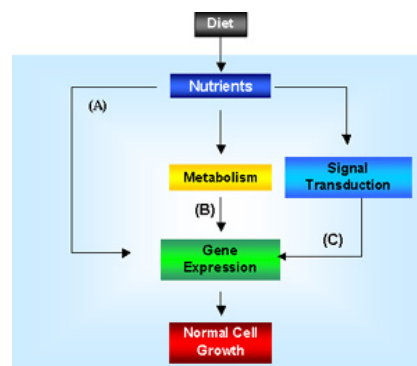 Diet
Nutrients
(A)
Metabolism
Signal
Transduction
(B)
(C)
Gene
Expression
Normal Cell
Growth